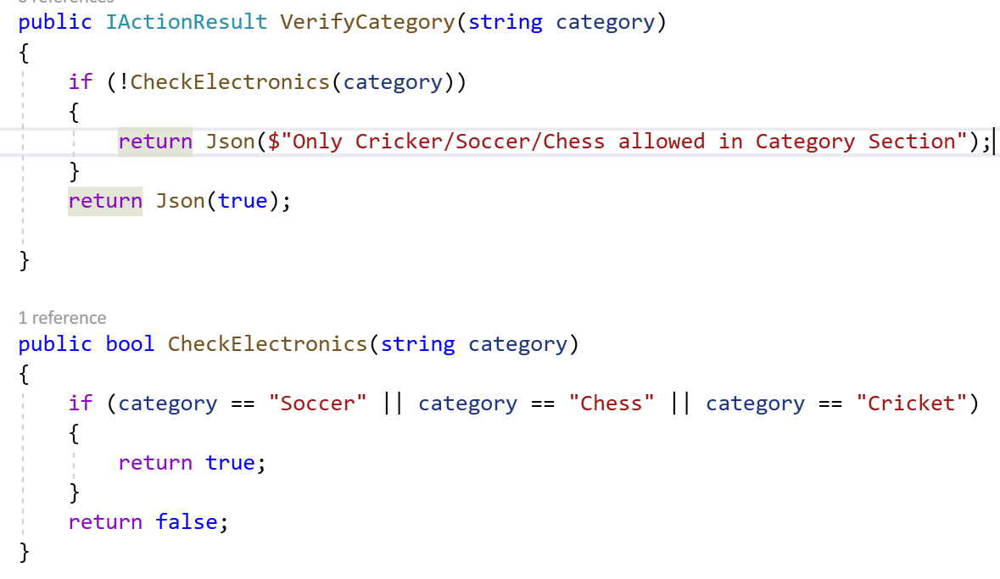 public IActionResult VerifyCategory(string category)
{
if (!CheckElectronics(category))
{
return Json($"Only Cricker/Soccer/Chess allowed in Category Section");
}
return Json(true);
}
1 reference
public bool CheckElectronics(string category)
{
if (category == "Soccer" || category == "Chess" || category == "Cricket")
{
return true;
}
return false;
}